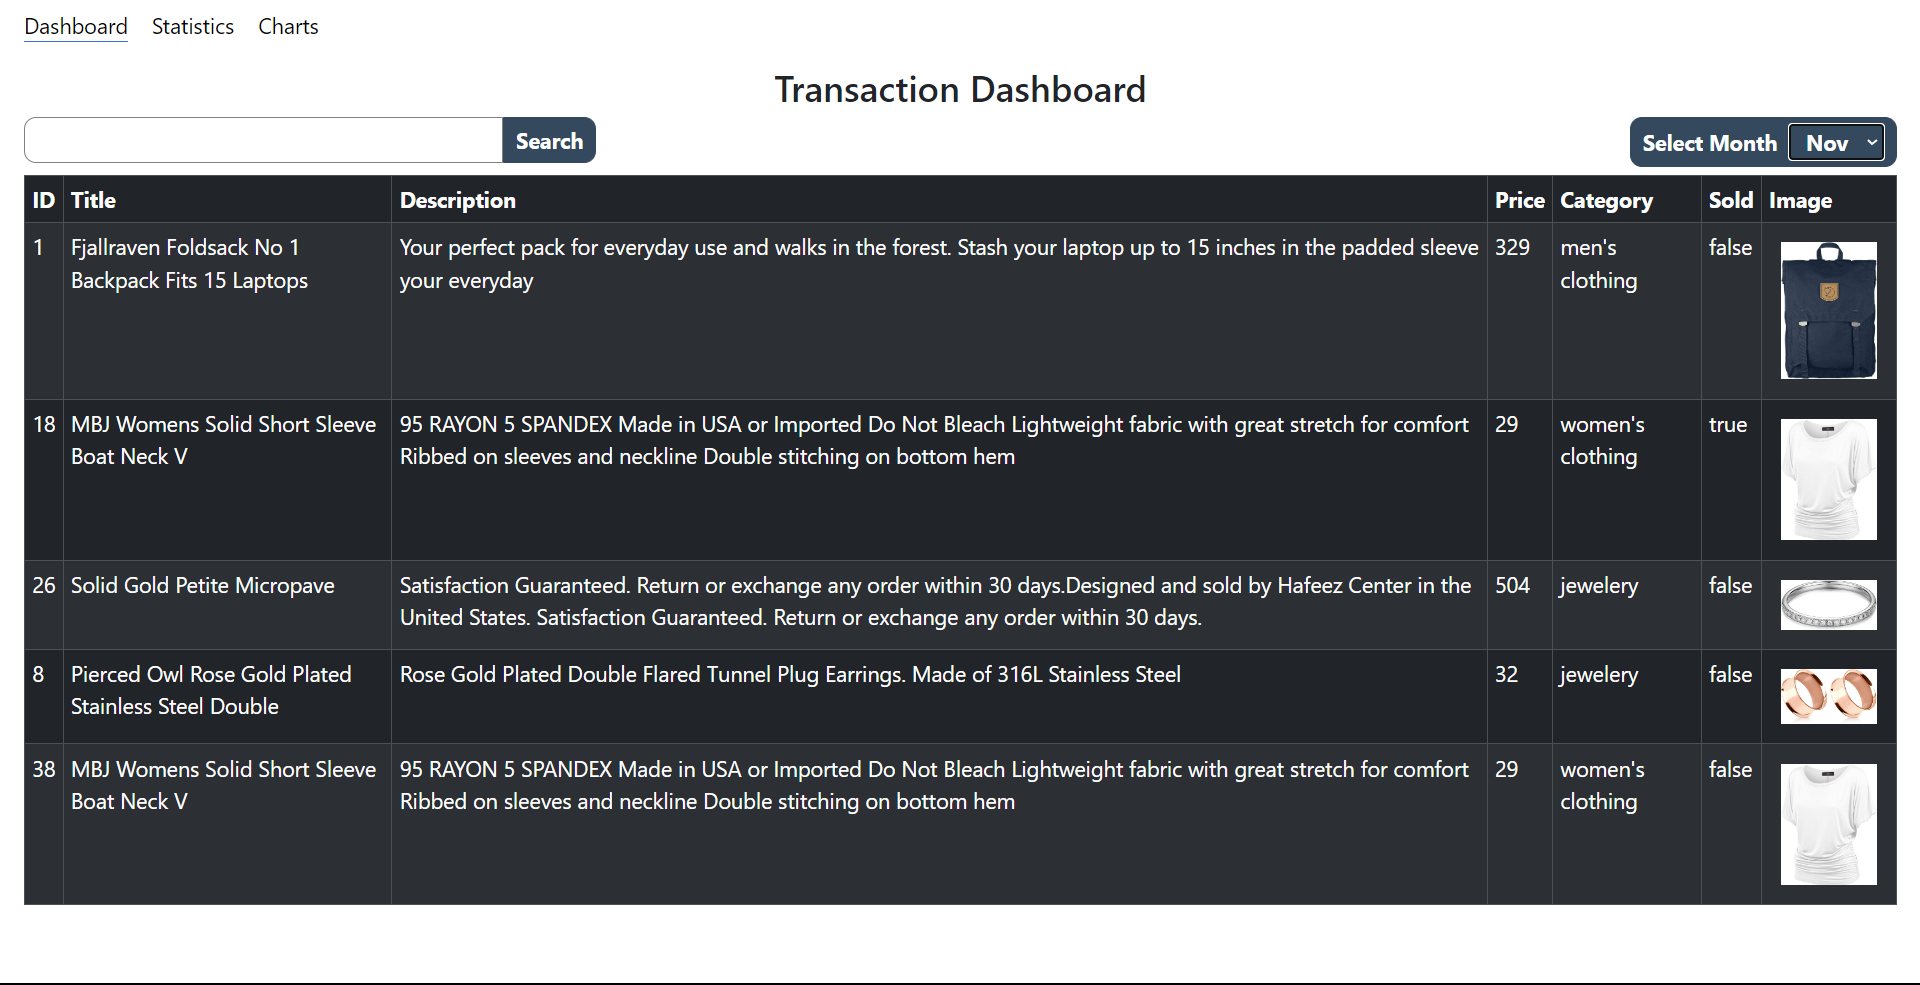 Dashboard Statistics Charts
Transaction Dashboard
Search
Select Month Nov
ID Title Description Price Category Sold Image
1 Fjallraven Foldsack No 1 Your perfect pack for everyday use and walks in the forest. Stash your laptop up to 15 inches in the padded sleeve 329 men's false
Backpack Fits 15 Laptops your everyday clothing
18 MBJ Womens Solid Short Sleeve 95 RAYON 5 SPANDEX Made in USA or Imported Do Not Bleach Lightweight fabric with great stretch for comfort 29 women's true
Boat Neck V Ribbed on sleeves and neckline Double stitching on bottom hem clothing
26 Solid Gold Petite Micropave Satisfaction Guaranteed. Return or exchange any order within 30 days.Designed and sold by Hafeez Center in the 504 jewelery false
United States. Satisfaction Guaranteed. Return or exchange any order within 30 days.
8 Pierced Owl Rose Gold Plated Rose Gold Plated Double Flared Tunnel Plug Earrings. Made of 316L Stainless Steel 32 jewelery false
Stainless Steel Double
38 MBJ Womens Solid Short Sleeve 95 RAYON 5 SPANDEX Made in USA or Imported Do Not Bleach Lightweight fabric with great stretch for comfort 29 women's false
Boat Neck V Ribbed on sleeves and neckline Double stitching on bottom hem clothing